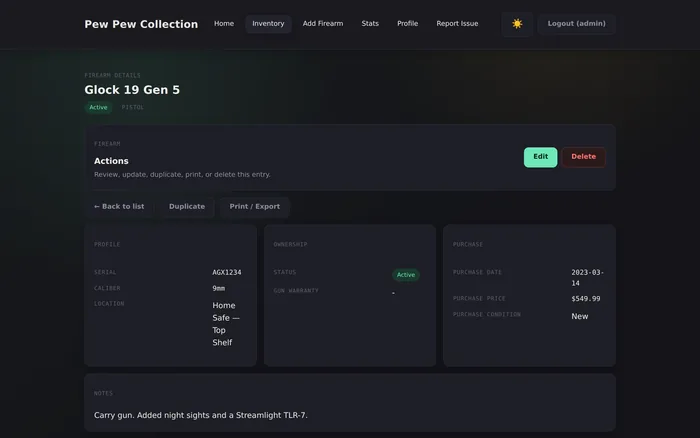 Pew Pew Collection Home Inventory Add Firearm Stats Profile Report Issue ☀️ Logout (admin)
FIREARM DETAILS
Glock 19 Gen 5
Active PISTOL
FIREARM
Actions
Review, update, duplicate, print, or delete this entry.
Edit Delete
← Back to list Duplicate Print / Export
PROFILE
SERIAL AGX1234
CALIBER 9mm
LOCATION Home
Safe —
Top
Shelf
OWNERSHIP
STATUS Active
GUN WARRANTY -
PURCHASE
PURCHASE DATE 2023-03-
14
PURCHASE PRICE $549.99
PURCHASE CONDITION New
NOTES
Carry gun. Added night sights and a Streamlight TLR-7.